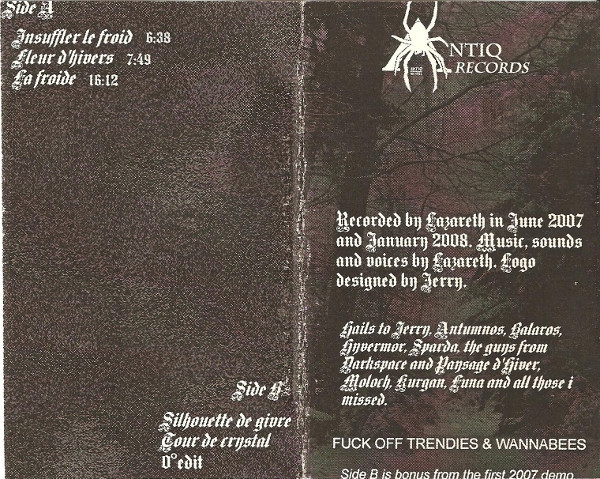 Side A
Insuffler le froid 6:38
Fleur d'hivers 7:49
La froide 16:12
Side B
Silhouette de givre
Tour de crystal
0°edit
ANTIQ
RECORDS
Recorded by Lazareth in June 2007
and January 2008. Music, sounds
and voices by Lazareth. Logo
designed by Jerry.
Hails to Jerry, Antumnos, Balaros,
Hyvermor, Sparda, the guys from
Darkspace and Paysage d'Hiver,
Moloch, Kurgan, Luna and all those i
missed.
FUCK OFF TRENDIES & WANNABEES
Side B is bonus from the first 2007 demo